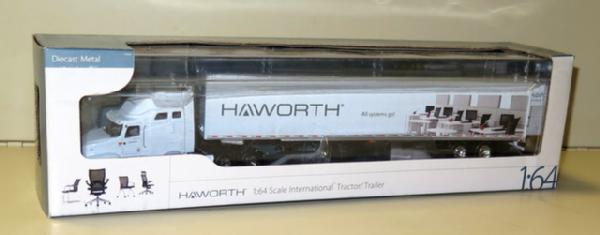 Diecast Metal
HAWORTH
All systems go!
HAWORTH 1:64 Scale International Tractor/Trailer
1:64